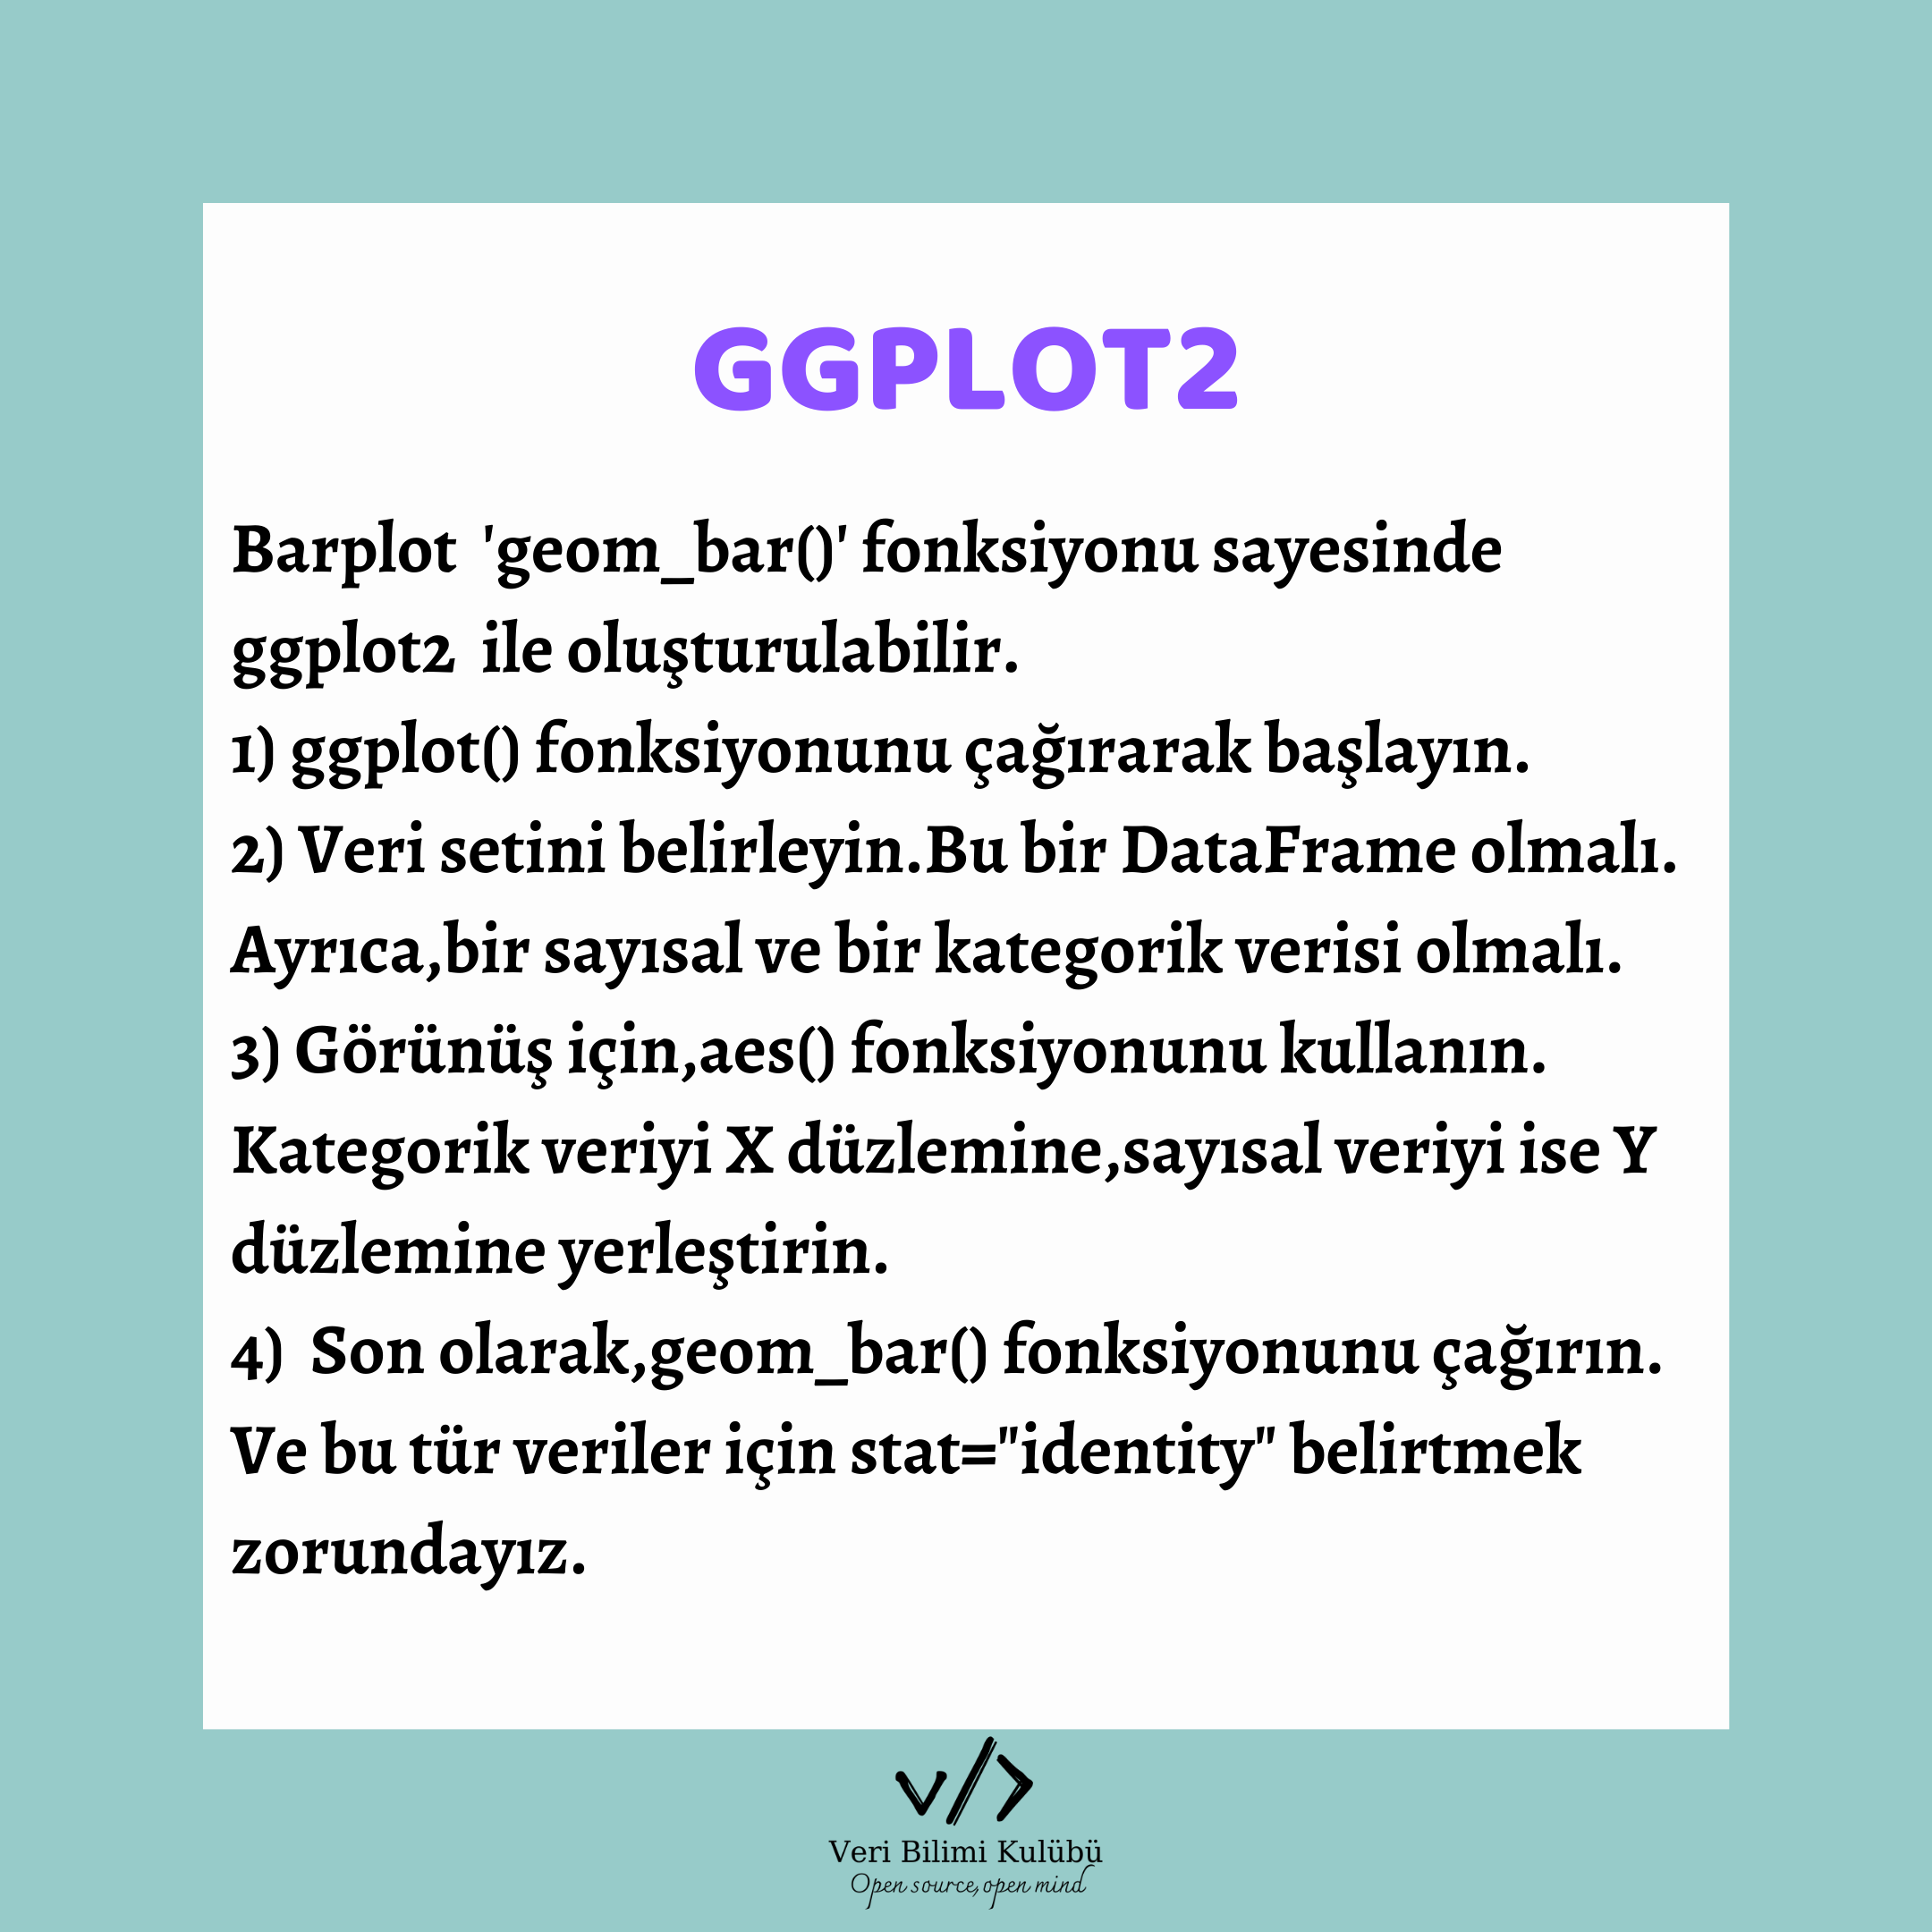 GGPLOT2
Barplot 'geom_bar()' fonksiyonu sayesinde
ggplot2 ile oluşturulabilir.
1) ggplot() fonksiyonunu çağırarak başlayın.
2) Veri setini belirleyin.Bu bir DataFrame olmalı.
Ayrıca,bir sayısal ve bir kategorik verisi olmalı.
3) Görünüş için,aes() fonksiyonunu kullanın.
Kategorik veriyi X düzlemine,sayısal veriyi ise Y
düzlemine yerleştirin.
4) Son olarak,geom_bar() fonksiyonunu çağırın.
Ve bu tür veriler için stat="identity" belirtmek
zorundayız.
v/>
Veri Bilimi Kulübü
Open source, open mind